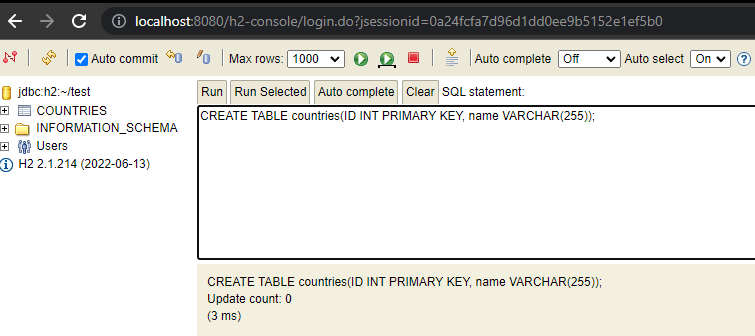 localhost:8080/h2-console/login.do?jsessionid=0a24fcfa7d96d1dd0ee9b5152e1ef5b0
Auto commit Max rows: 1000 Auto complete Off Auto select On ?
jdbc:h2:~/test
COUNTRIES
INFORMATION_SCHEMA
Users
H2 2.1.214 (2022-06-13)
Run Run Selected Auto complete Clear SQL statement:
CREATE TABLE countries(ID INT PRIMARY KEY, name VARCHAR(255));
CREATE TABLE countries(ID INT PRIMARY KEY, name VARCHAR(255));
Update count: 0
(3 ms)